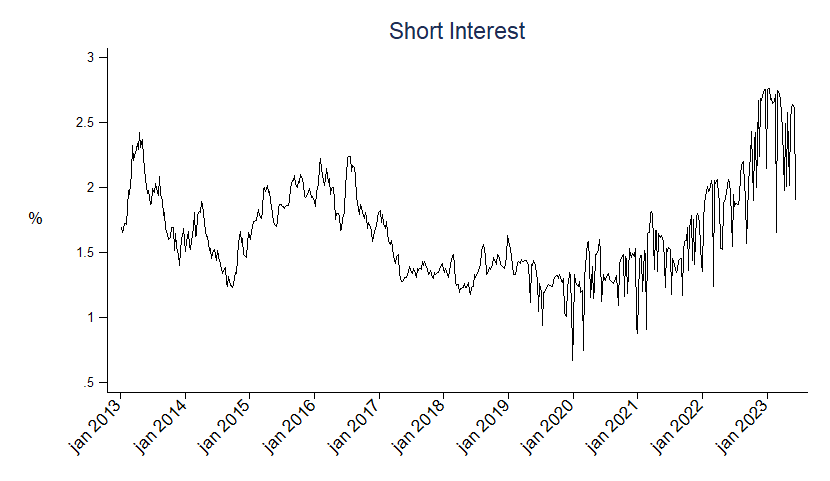 Short Interest
3
2.5
2
1.5
1
.5
%
jan 2013
jan 2014
jan 2015
jan 2016
jan 2017
jan 2018
jan 2019
jan 2020
jan 2021
jan 2022
jan 2023